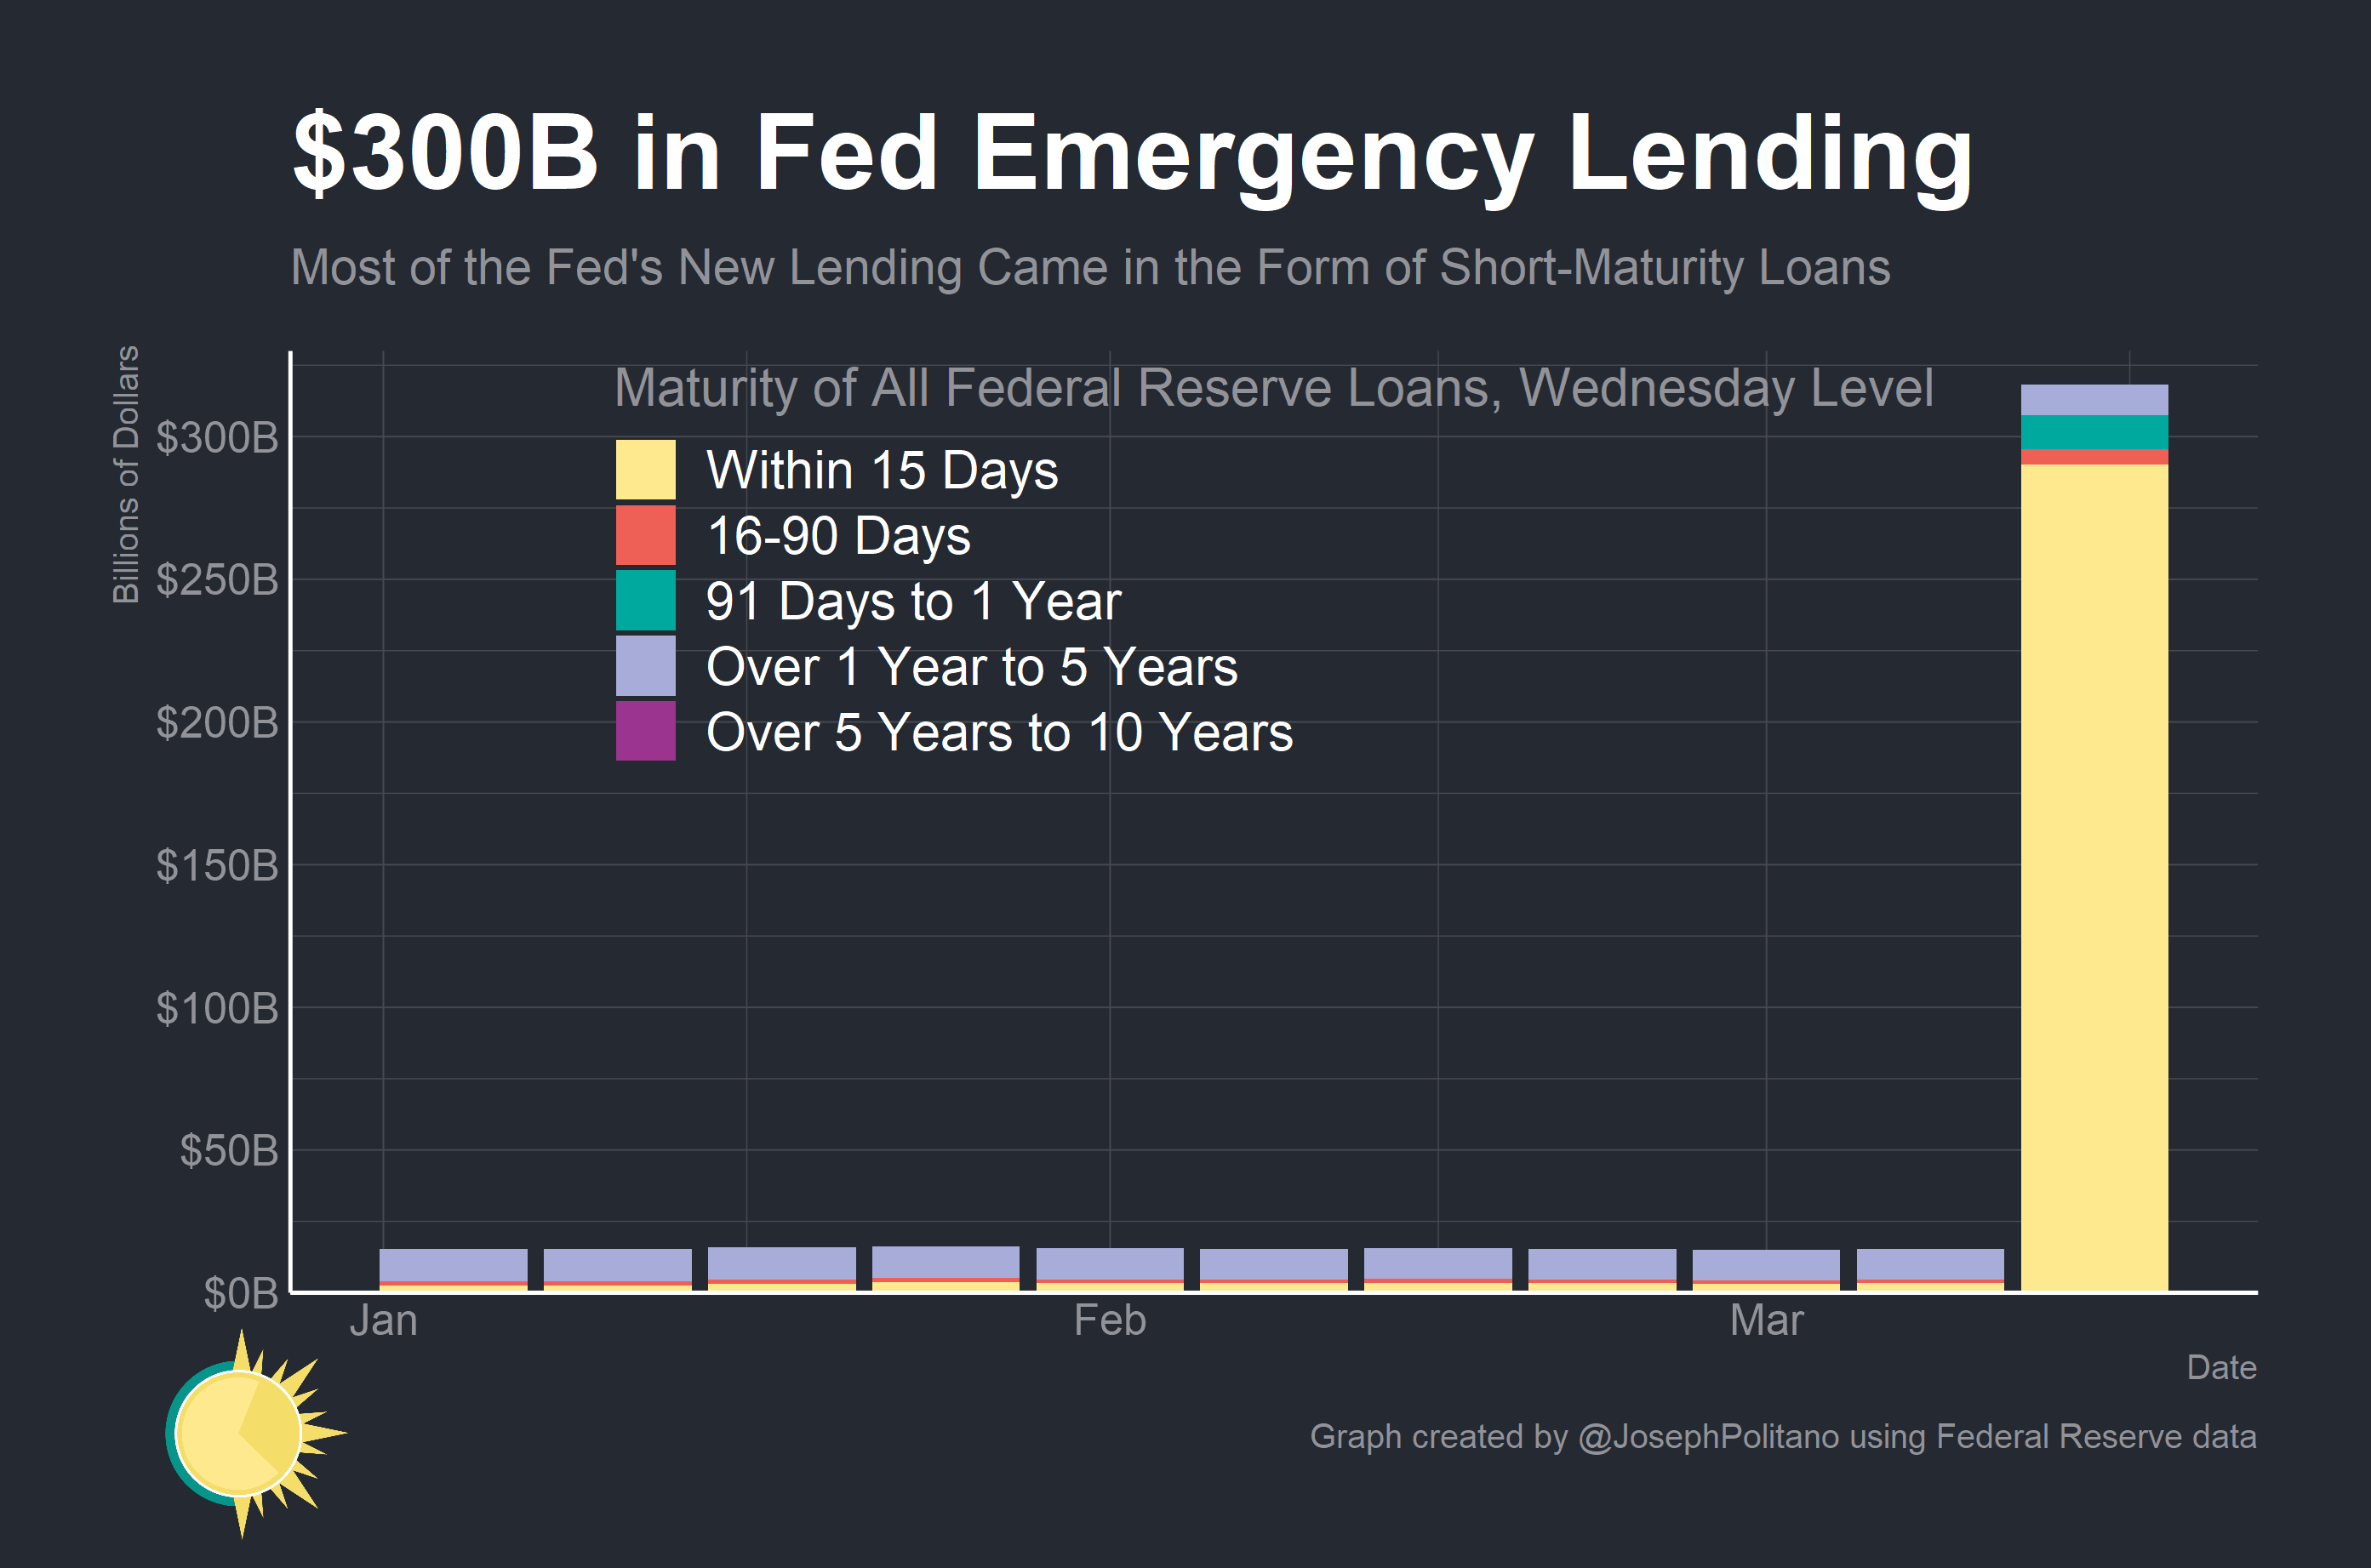 $300B in Fed Emergency Lending
Most of the Fed's New Lending Came in the Form of Short-Maturity Loans
Billions of Dollars
Maturity of All Federal Reserve Loans, Wednesday Level
Within 15 Days
16-90 Days
91 Days to 1 Year
Over 1 Year to 5 Years
Over 5 Years to 10 Years
$300B
$250B
$200B
$150B
$100B
$50B
$0B
Jan
Feb
Mar
Date
Graph created by @JosephPolitano using Federal Reserve data